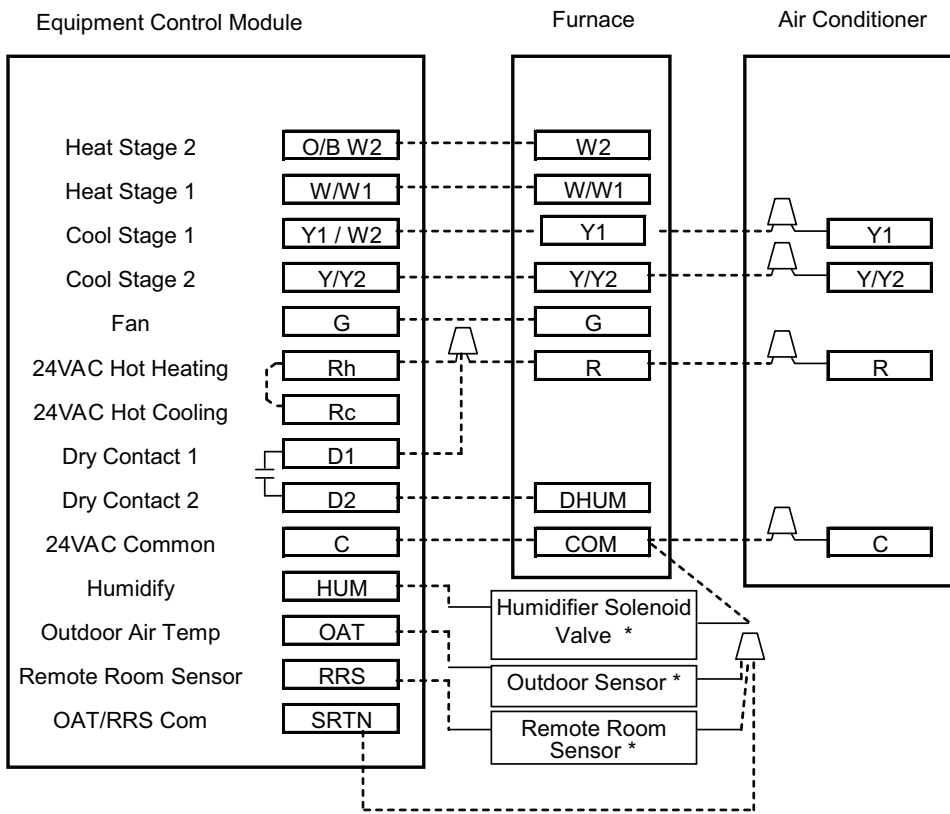 Equipment Control Module
Furnace
Air Conditioner
Heat Stage 2
O/B W2
W2
Heat Stage 1
W/W1
W/W1
Cool Stage 1
Y1 / W2
Y1
Y1
Cool Stage 2
Y/Y2
Y/Y2
Y/Y2
Fan
G
G
24VAC Hot Heating
Rh
R
R
24VAC Hot Cooling
Rc
Dry Contact 1
D1
Dry Contact 2
D2
DHUM
24VAC Common
C
COM
C
Humidify
HUM
Humidifier Solenoid
Valve *
Outdoor Air Temp
OAT
Outdoor Sensor *
Remote Room Sensor
RRS
Remote Room
Sensor *
OAT/RRS Com
SRTN